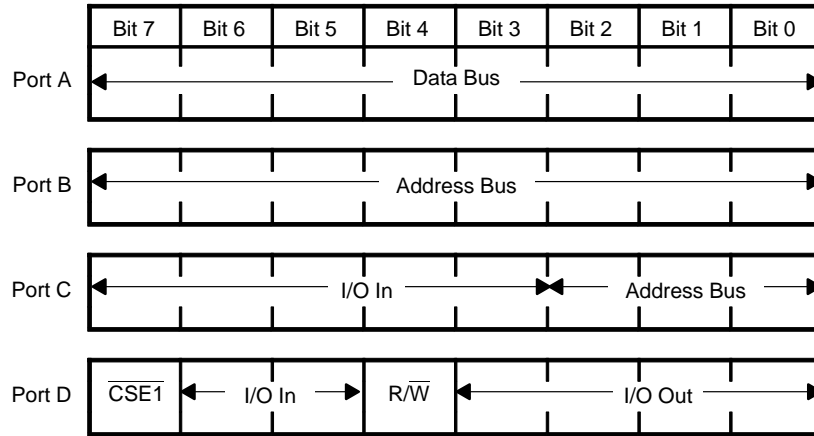 Bit 7 Bit 6 Bit 5 Bit 4 Bit 3 Bit 2 Bit 1 Bit 0
Port A Data Bus
Port B Address Bus
Port C I/O In Address Bus
Port D C̅S̅E̅1̅ I/O In R/W̅ I/O Out